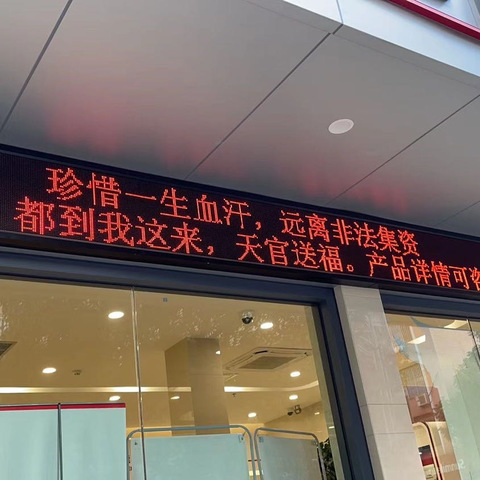 珍惜一生血汗，远离非法集资
都到我这来，天官送福。产品详情可咨